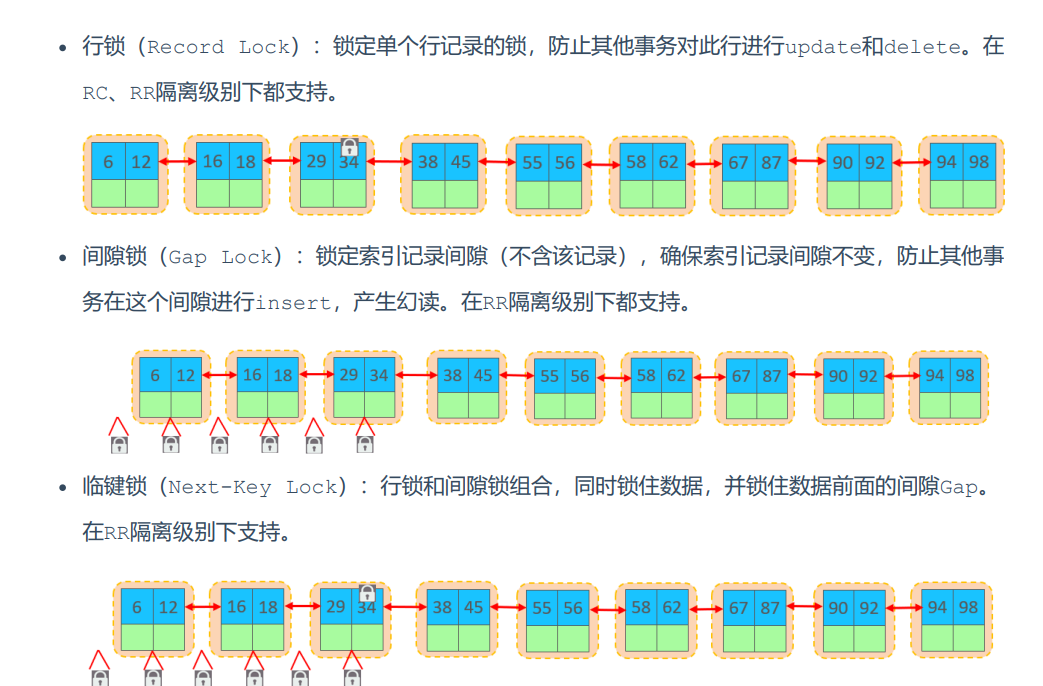 行锁（Record Lock）：锁定单个行记录的锁，防止其他事务对此行进行update和delete。在
RC、RR隔离级别下都支持。
6 12 16 18 29 34 38 45 55 56 58 62 67 87 90 92 94 98
间隙锁（Gap Lock）：锁定索引记录间隙（不含该记录），确保索引记录间隙不变，防止其他事
务在这个间隙进行insert，产生幻读。在RR隔离级别下都支持。
6 12 16 18 29 34 38 45 55 56 58 62 67 87 90 92 94 98
临键锁（Next-Key Lock）：行锁和间隙锁组合，同时锁住数据，并锁住数据前面的间隙Gap。
在RR隔离级别下支持。
6 12 16 18 29 34 38 45 55 56 58 62 67 87 90 92 94 98